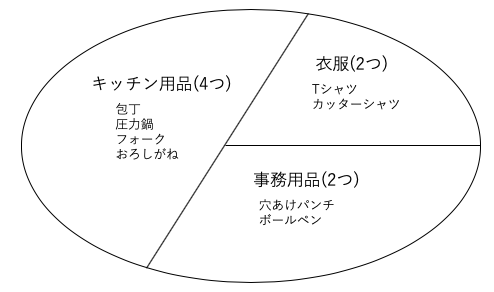 キッチン用品(4つ)
包丁
圧力鍋
フォーク
おろしがね
衣服(2つ)
Tシャツ
カッターシャツ
事務用品(2つ)
穴あけパンチ
ボールペン